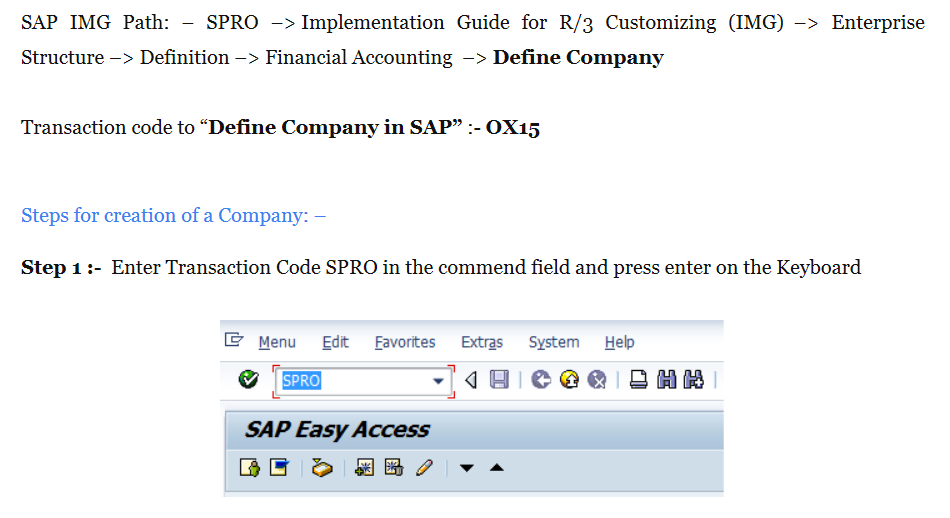 SAP IMG Path: – SPRO –> Implementation Guide for R/3 Customizing (IMG) –> Enterprise
Structure –> Definition –> Financial Accounting –> Define Company
Transaction code to “Define Company in SAP” :- OX15
Steps for creation of a Company: –
Step 1 :- Enter Transaction Code SPRO in the commend field and press enter on the Keyboard
Menu Edit Favorites Extras System Help
SPRO
SAP Easy Access